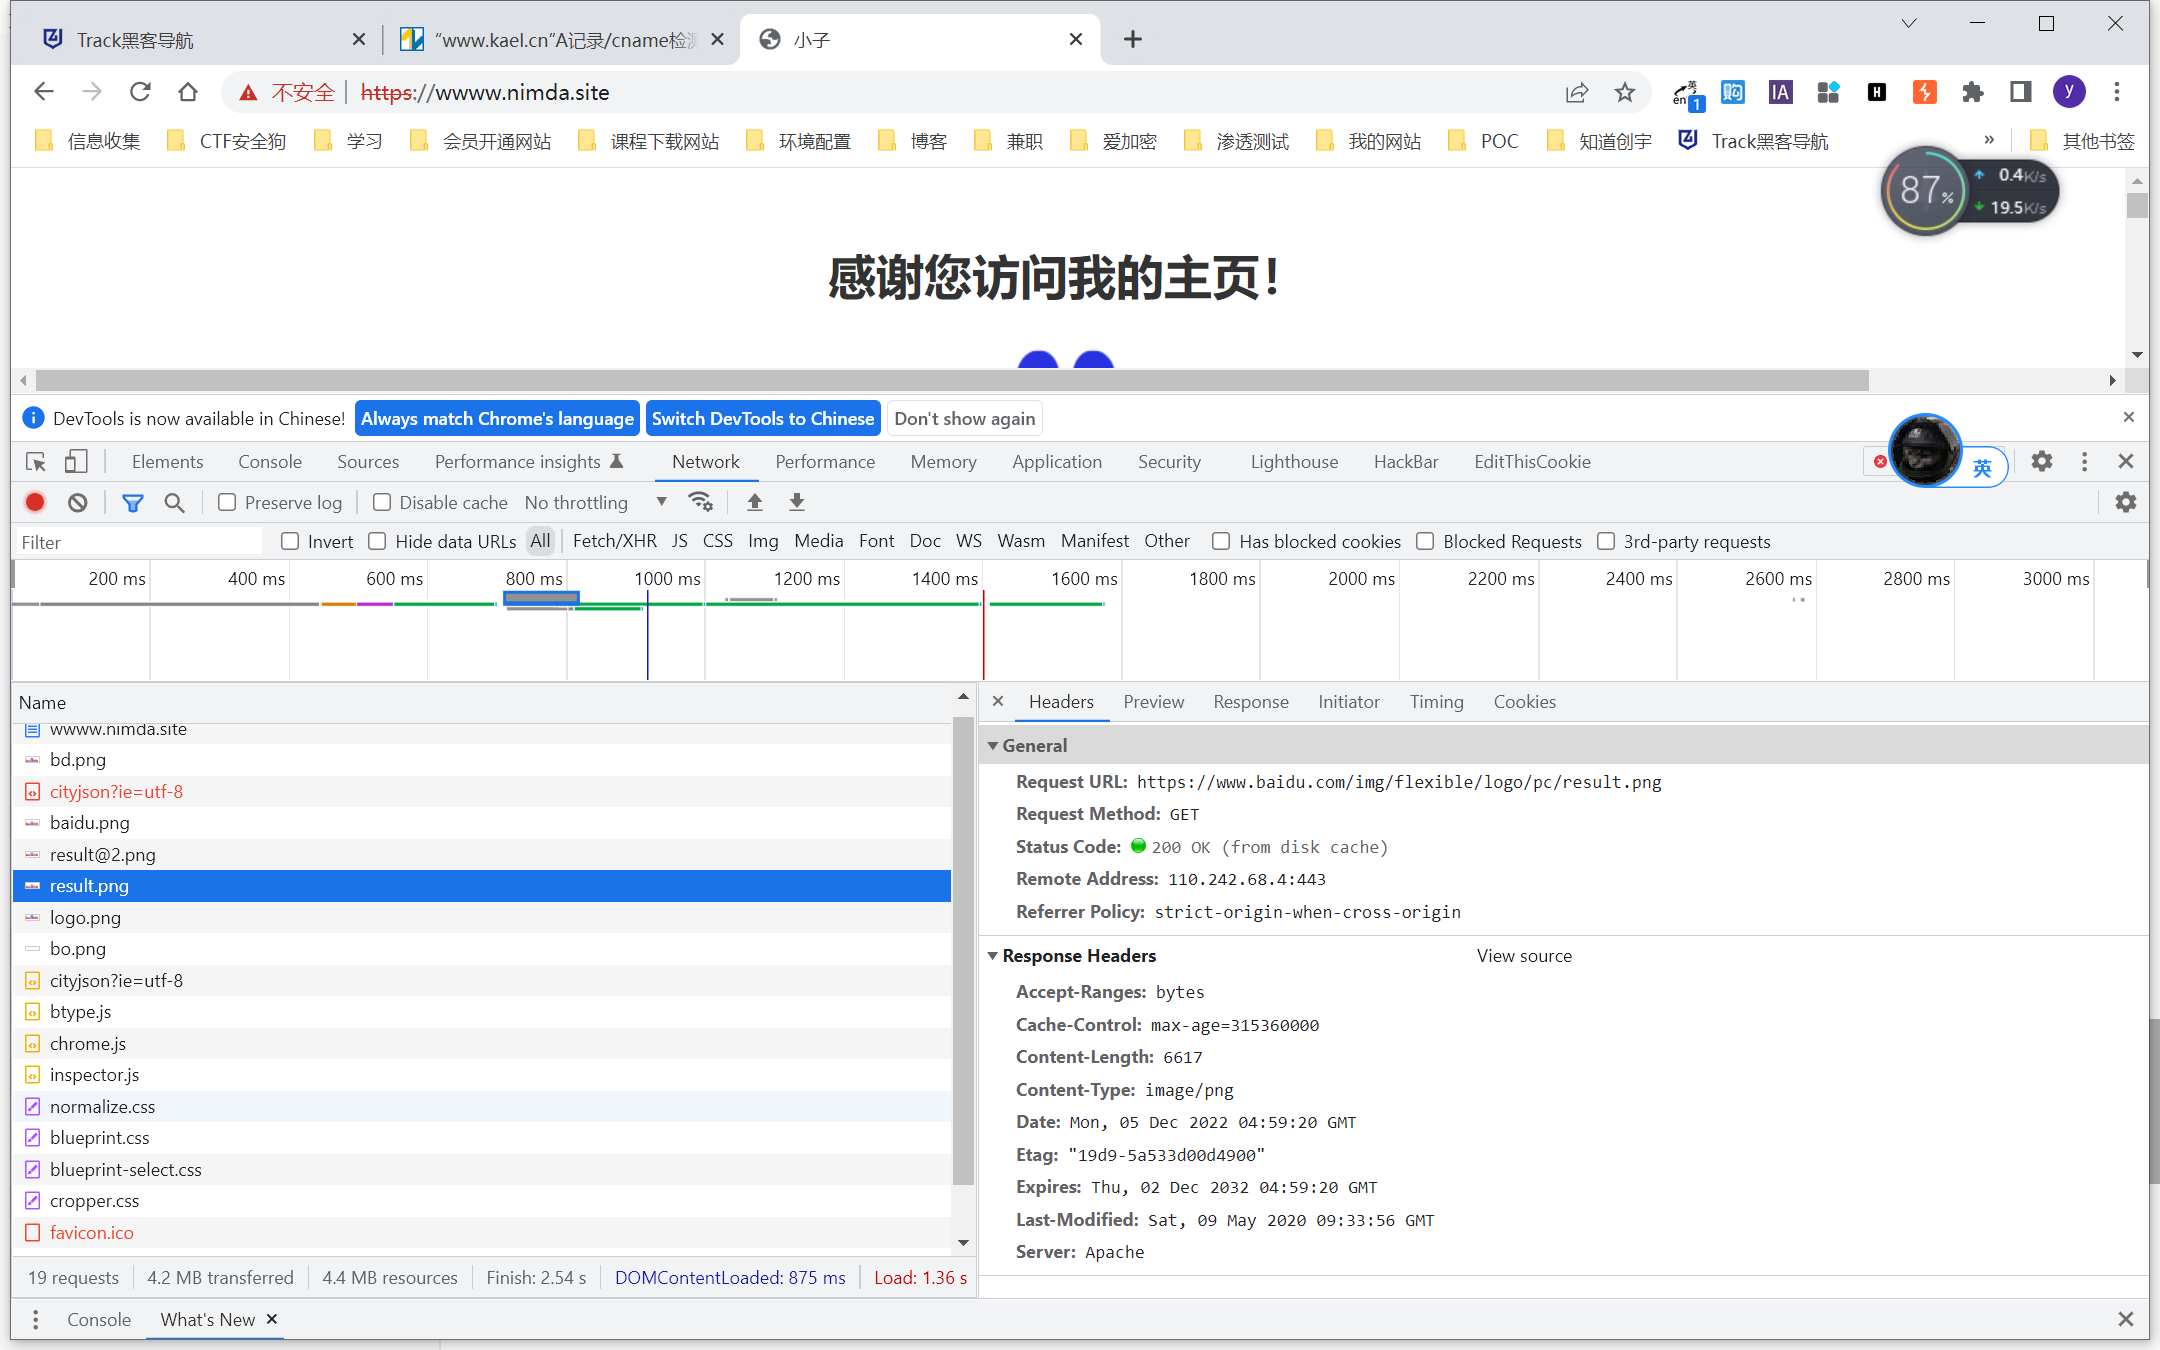 Track黑客导航
“www.kael.cn“A记录/cname检测
小子
不安全 https://wwww.nimda.site
英 en 1 购 IA H y
信息收集 CTF安全狗 学习 会员开通网站 课程下载网站 环境配置 博客 兼职 爱加密 渗透测试 我的网站 POC 知道创宇 Track黑客导航 » 其他书签
87% 0.4K/s
19.5K/s
感谢您访问我的主页！
DevTools is now available in Chinese! Always match Chrome's language Switch DevTools to Chinese Don't show again
Elements Console Sources Performance insights Network Performance Memory Application Security Lighthouse HackBar EditThisCookie 英
Preserve log Disable cache No throttling
Filter Invert Hide data URLs All Fetch/XHR JS CSS Img Media Font Doc WS Wasm Manifest Other Has blocked cookies Blocked Requests 3rd-party requests
200 ms 400 ms 600 ms 800 ms 1000 ms 1200 ms 1400 ms 1600 ms 1800 ms 2000 ms 2200 ms 2400 ms 2600 ms 2800 ms 3000 ms
Name
wwww.nimda.site
bd.png
cityjson?ie=utf-8
baidu.png
result@2.png
result.png
logo.png
bo.png
cityjson?ie=utf-8
btype.js
chrome.js
inspector.js
normalize.css
blueprint.css
blueprint-select.css
cropper.css
favicon.ico
19 requests 4.2 MB transferred 4.4 MB resources Finish: 2.54 s DOMContentLoaded: 875 ms Load: 1.36 s
Headers Preview Response Initiator Timing Cookies
General
Request URL: https://www.baidu.com/img/flexible/logo/pc/result.png
Request Method: GET
Status Code: 200 OK (from disk cache)
Remote Address: 110.242.68.4:443
Referrer Policy: strict-origin-when-cross-origin
Response Headers View source
Accept-Ranges: bytes
Cache-Control: max-age=315360000
Content-Length: 6617
Content-Type: image/png
Date: Mon, 05 Dec 2022 04:59:20 GMT
Etag: "19d9-5a533d00d4900"
Expires: Thu, 02 Dec 2032 04:59:20 GMT
Last-Modified: Sat, 09 May 2020 09:33:56 GMT
Server: Apache
Console What's New